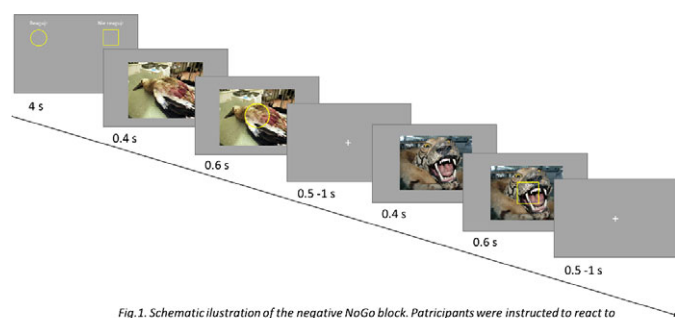 4 s
0.4 s
0.6 s
0.5 -1 s
0.4 s
0.6 s
0.5 -1 s
Fig.1. Schematic ilustration of the negative NoGo block. Patricipants were instructed to react to